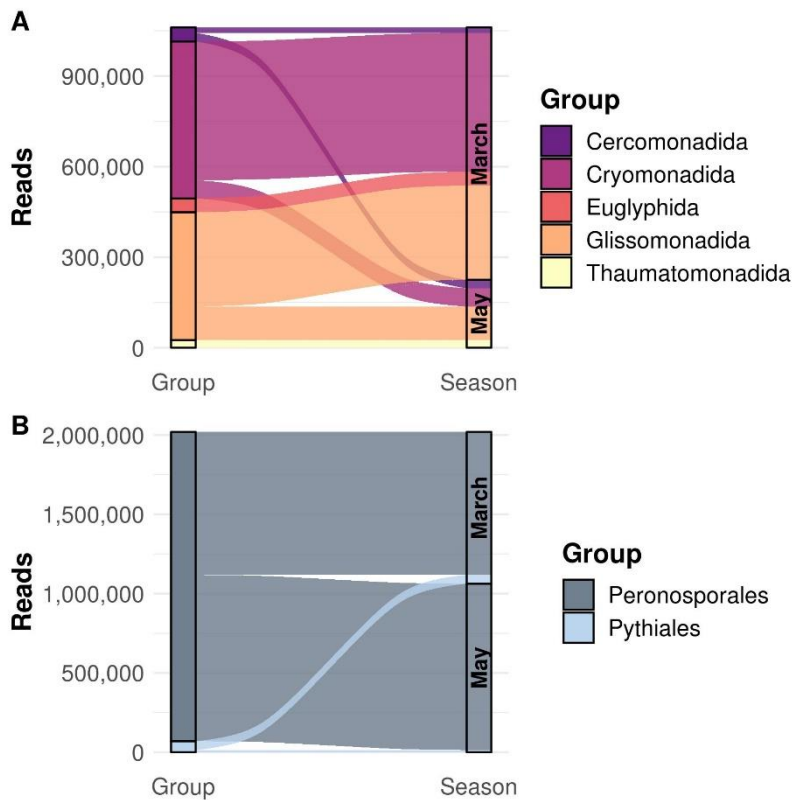 A
Reads
900,000
600,000
300,000
0
Group
Season
March
May
Group
Cercomonadida
Cryomonadida
Euglyphida
Glissomonadida
Thaumatomonadida
B
Reads
2,000,000
1,500,000
1,000,000
500,000
0
Group
Season
March
May
Group
Peronosporales
Pythiales